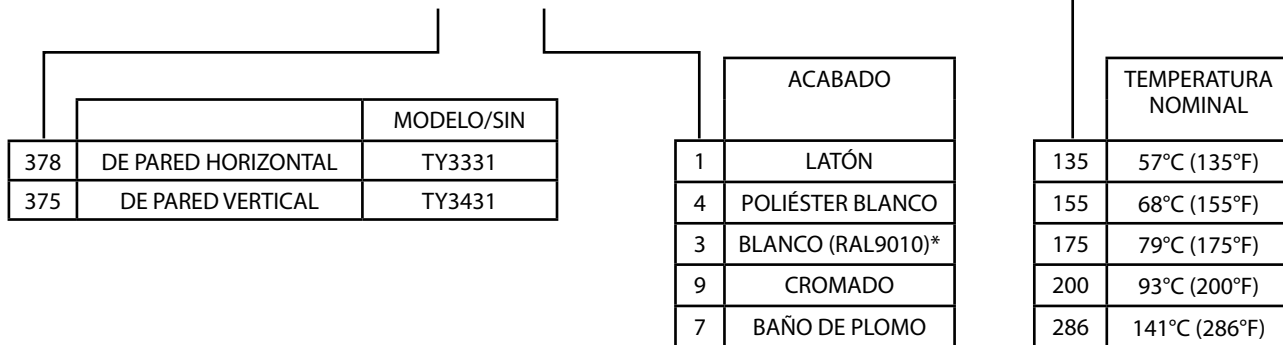 MODELO/SIN
378 DE PARED HORIZONTAL TY3331
375 DE PARED VERTICAL TY3431
ACABADO
1 LATÓN
4 POLIÉSTER BLANCO
3 BLANCO (RAL9010)*
9 CROMADO
7 BAÑO DE PLOMO
TEMPERATURA
NOMINAL
135 57°C (135°F)
155 68°C (155°F)
175 79°C (175°F)
200 93°C (200°F)
286 141°C (286°F)